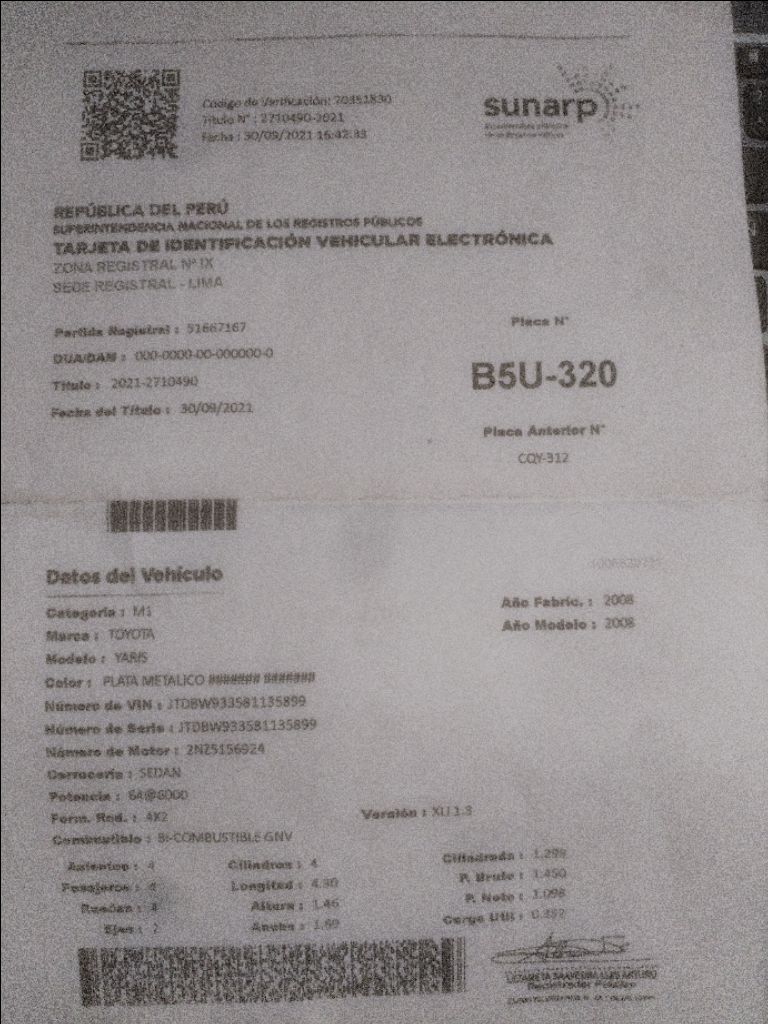 Código de Verificación: 70351830
Título N° : 2710490-2021
Fecha : 30/09/2021 16:42:33
sunarp
REPÚBLICA DEL PERÚ
SUPERINTENDENCIA NACIONAL DE LOS REGISTROS PÚBLICOS
TARJETA DE IDENTIFICACIÓN VEHICULAR ELECTRÓNICA
ZONA REGISTRAL N° IX
SEDE REGISTRAL - LIMA
Partida Registral : 51667167
DUA/DAM : 000-0000-00-000000-0
Título : 2021-2710490
Fecha del Título : 30/09/2021
Placa N°
B5U-320
Placa Anterior N°
CQY-312
Datos del Vehículo
Categoría : M1
Marca : TOYOTA
Modelo : YARIS
Color : PLATA METALICO ####### #######
Número de VIN : JTDBW933581135899
Número de Serie : JTDBW933581135899
Número de Motor : 2NZ5156924
Carrocería : SEDAN
Potencia : 64@6000
Form. Rod. : 4X2
Combustible : BI-COMBUSTIBLE GNV
Año Fabric. : 2008
Año Modelo : 2008
Versión : XLI 1.3
Asientos : 4
Pasajeros : 4
Ruedas : 4
Ejes : 2
Cilindros : 4
Longitud : 4.30
Altura : 1.46
Ancho : 1.69
Cilindrada : 1.299
P. Bruto : 1.450
P. Neto : 1.098
Carga Util : 0.352
Registrador Público